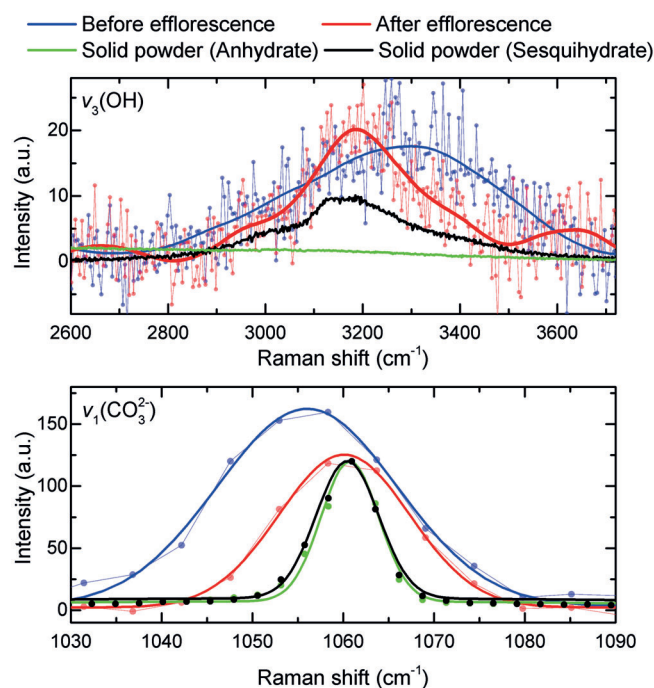 Before efflorescence After efflorescence
Solid powder (Anhydrate) Solid powder (Sesquihydrate)
ν₃(OH)
Intensity (a.u.)
20
10
0
2600 2800 3000 3200 3400 3600
Raman shift (cm⁻¹)
ν₁(CO₃²⁻)
Intensity (a.u.)
150
100
50
0
1030 1040 1050 1060 1070 1080 1090
Raman shift (cm⁻¹)